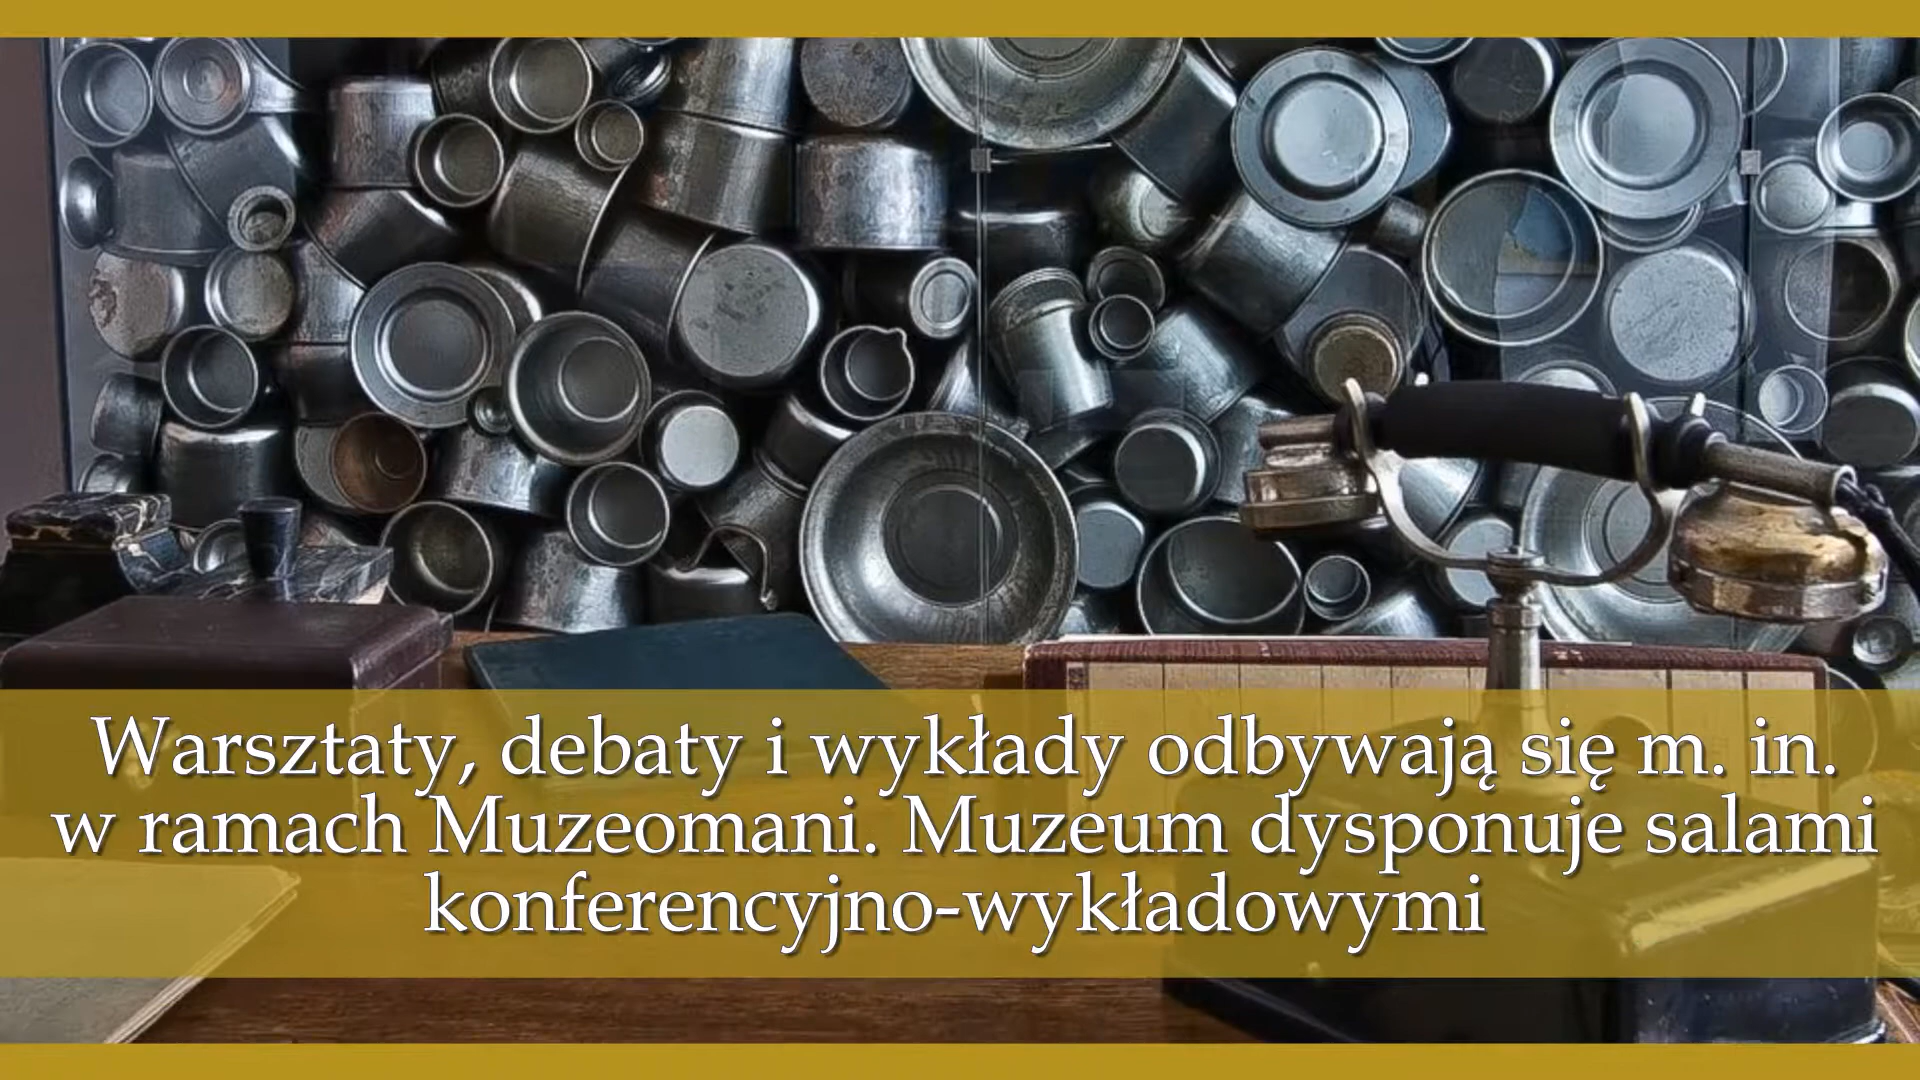 Warsztaty, debaty i wykłady odbywają się m. in.
w ramach Muzeomani. Muzeum dysponuje salami
konferencyjno-wykładowymi